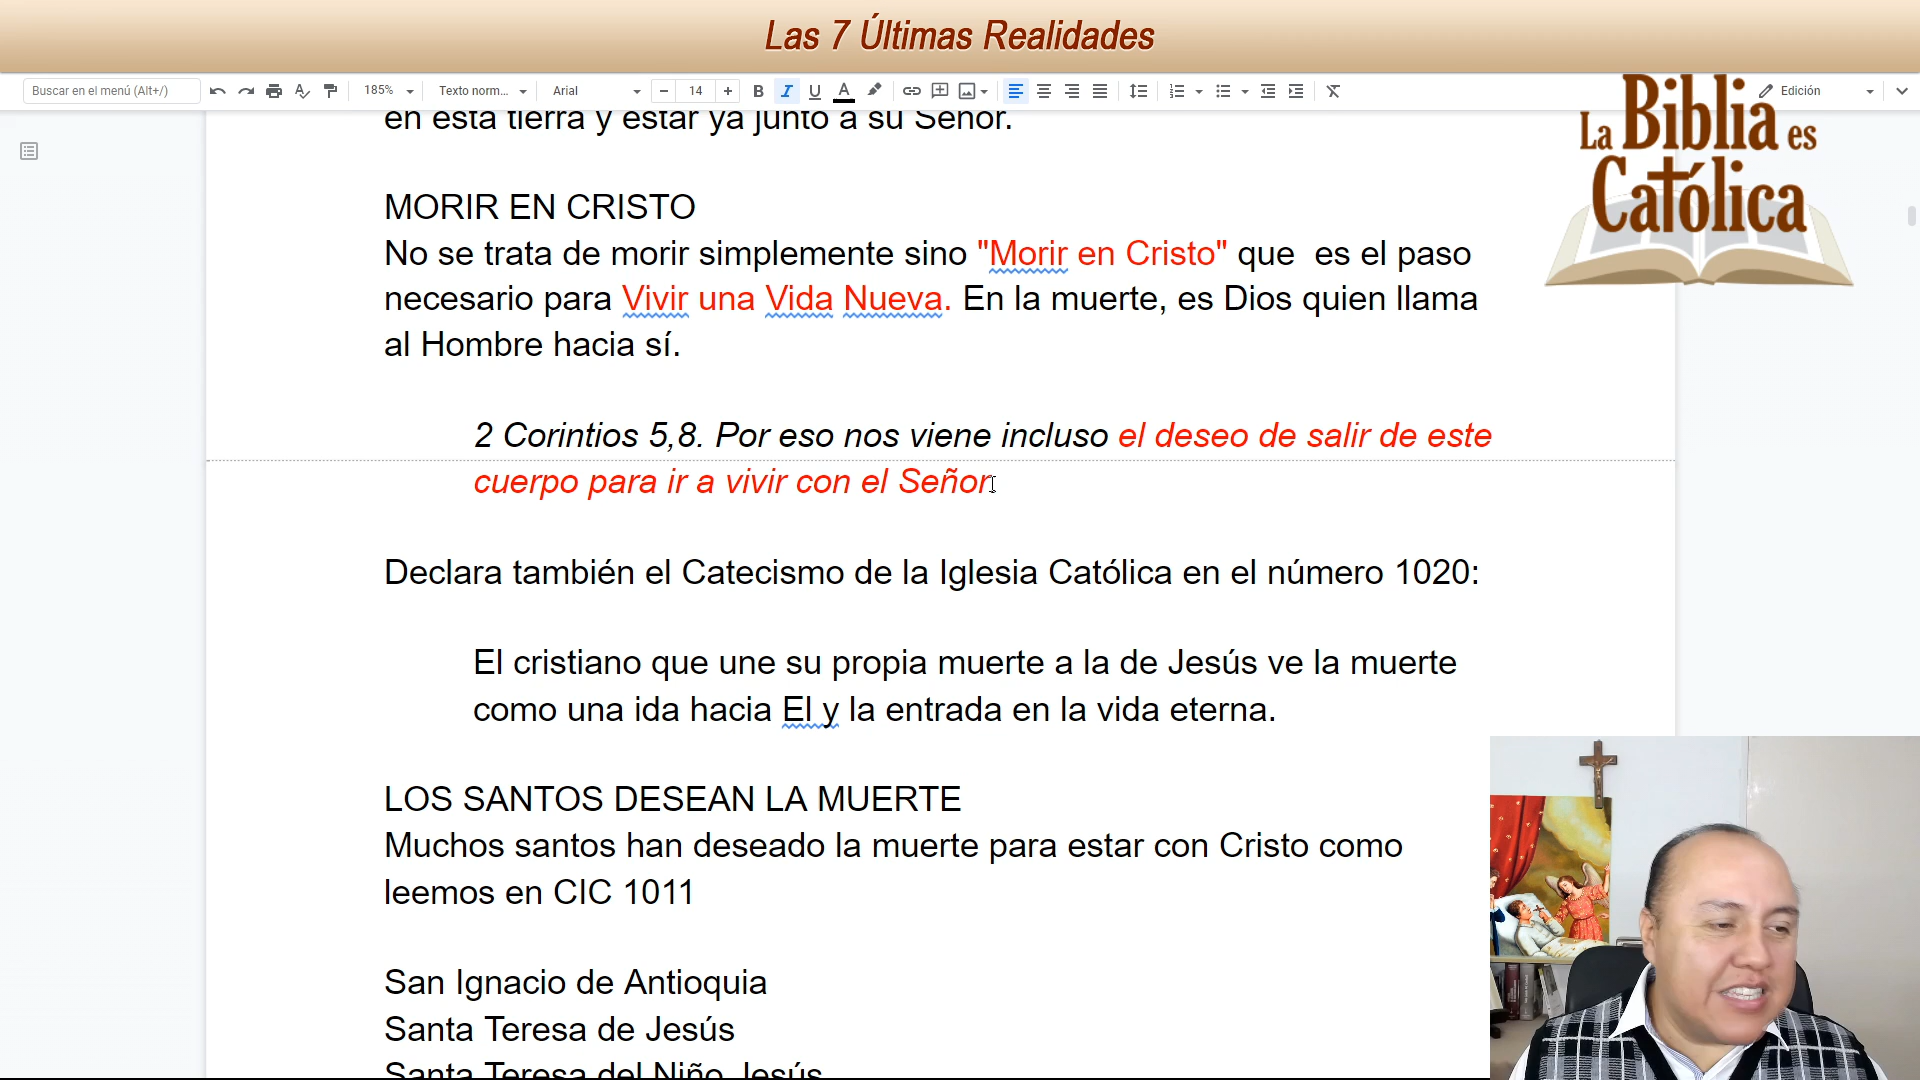 Las 7 Últimas Realidades
Buscar en el menú (Alt+/)
185%
Texto norm...
Arial
14
Edición
La Biblia es
Católica
en esta tierra y estar ya junto a su Señor.
MORIR EN CRISTO
No se trata de morir simplemente sino "Morir en Cristo" que  es el paso
necesario para Vivir una Vida Nueva. En la muerte, es Dios quien llama
al Hombre hacia sí.
2 Corintios 5,8. Por eso nos viene incluso el deseo de salir de este
cuerpo para ir a vivir con el Señor.
Declara también el Catecismo de la Iglesia Católica en el número 1020:
El cristiano que une su propia muerte a la de Jesús ve la muerte
como una ida hacia El y la entrada en la vida eterna.
LOS SANTOS DESEAN LA MUERTE
Muchos santos han deseado la muerte para estar con Cristo como
leemos en CIC 1011
San Ignacio de Antioquia
Santa Teresa de Jesús
Santa Teresa del Niño Jesús